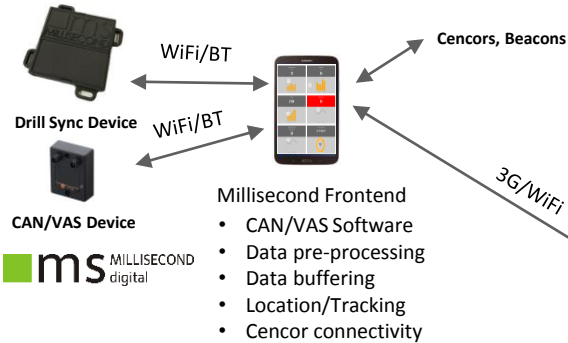 WiFi/BT
Cencors, Beacons
Drill Sync Device
WiFi/BT
3G/WiFi
CAN/VAS Device
Millisecond Frontend
• CAN/VAS Software
• Data pre-processing
• Data buffering
• Location/Tracking
• Cencor connectivity
ms MILLISECOND
digital